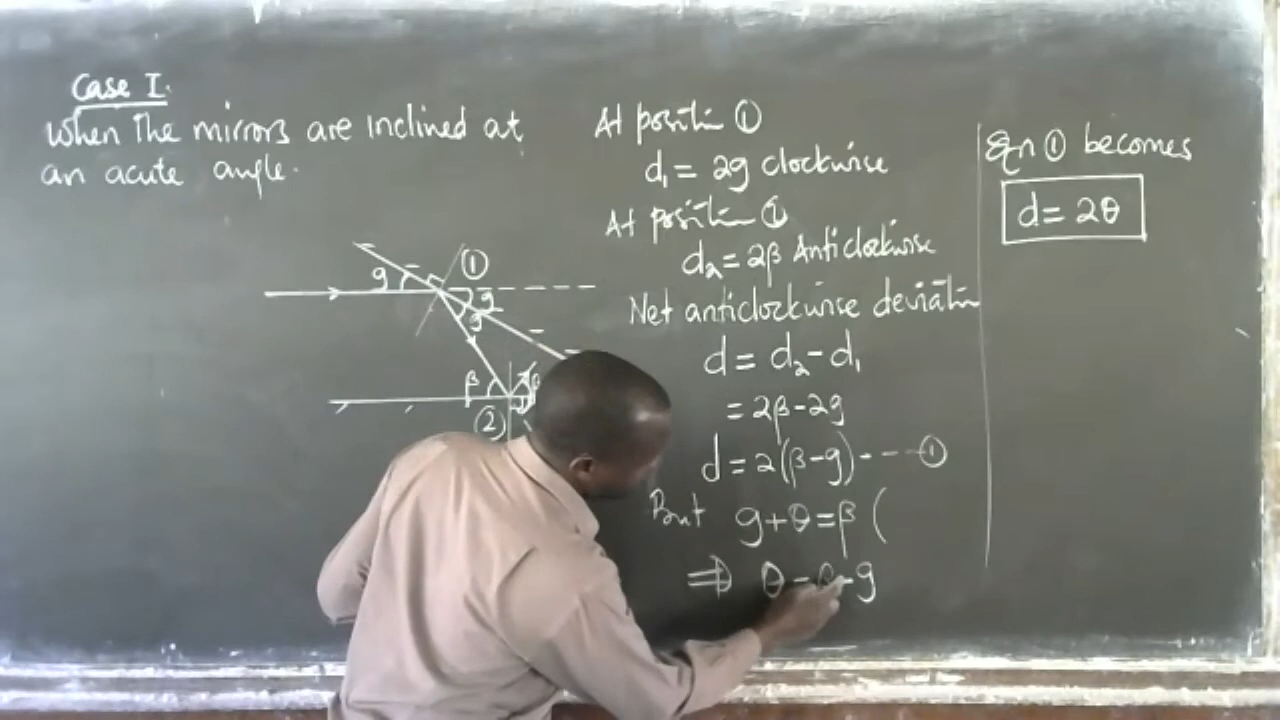 Case I.
When the mirrors are inclined at
an acute angle.
g
①
g
g
β
β
②
At position ①
d₁ = 2g clockwise
At position ①
d₂ = 2β Anticlockwise
Net anticlockwise deviation
d = d₂ - d₁
= 2β - 2g
d = 2(β - g) - - - - ①
But g + θ = β (
⇒ θ = β - g
Eqn ① becomes
d = 2θ